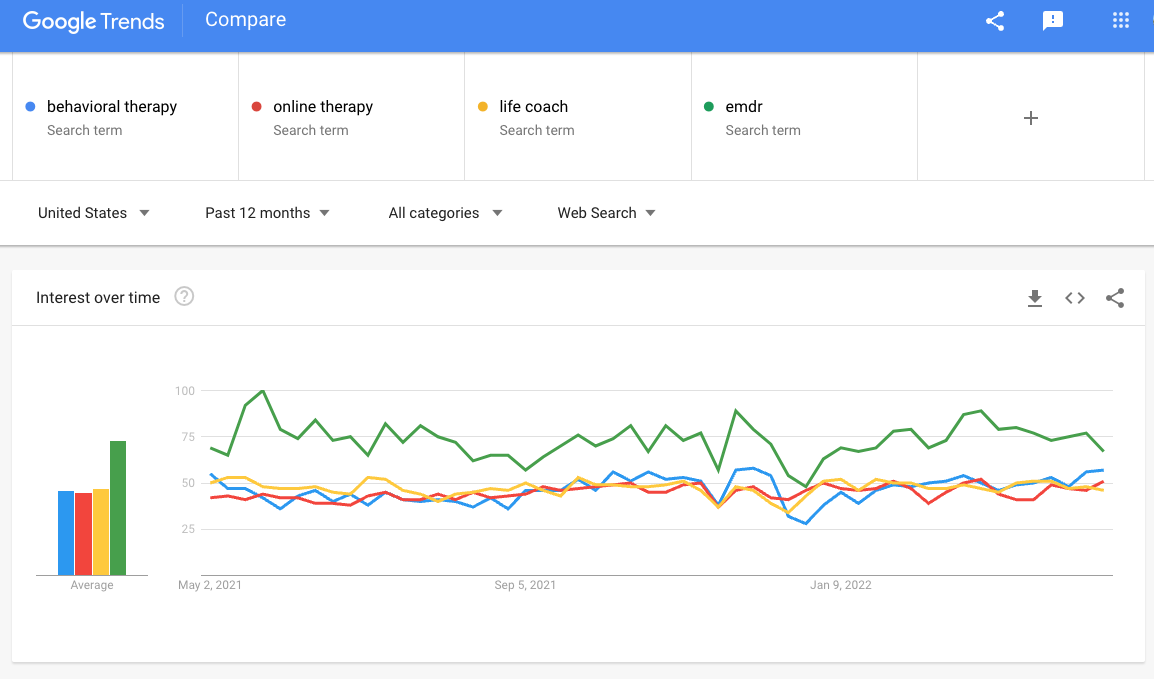 Google Trends Compare
behavioral therapy
Search term
online therapy
Search term
life coach
Search term
emdr
Search term
+
United States Past 12 months All categories Web Search
Interest over time ?
100
75
50
25
Average
May 2, 2021 Sep 5, 2021 Jan 9, 2022